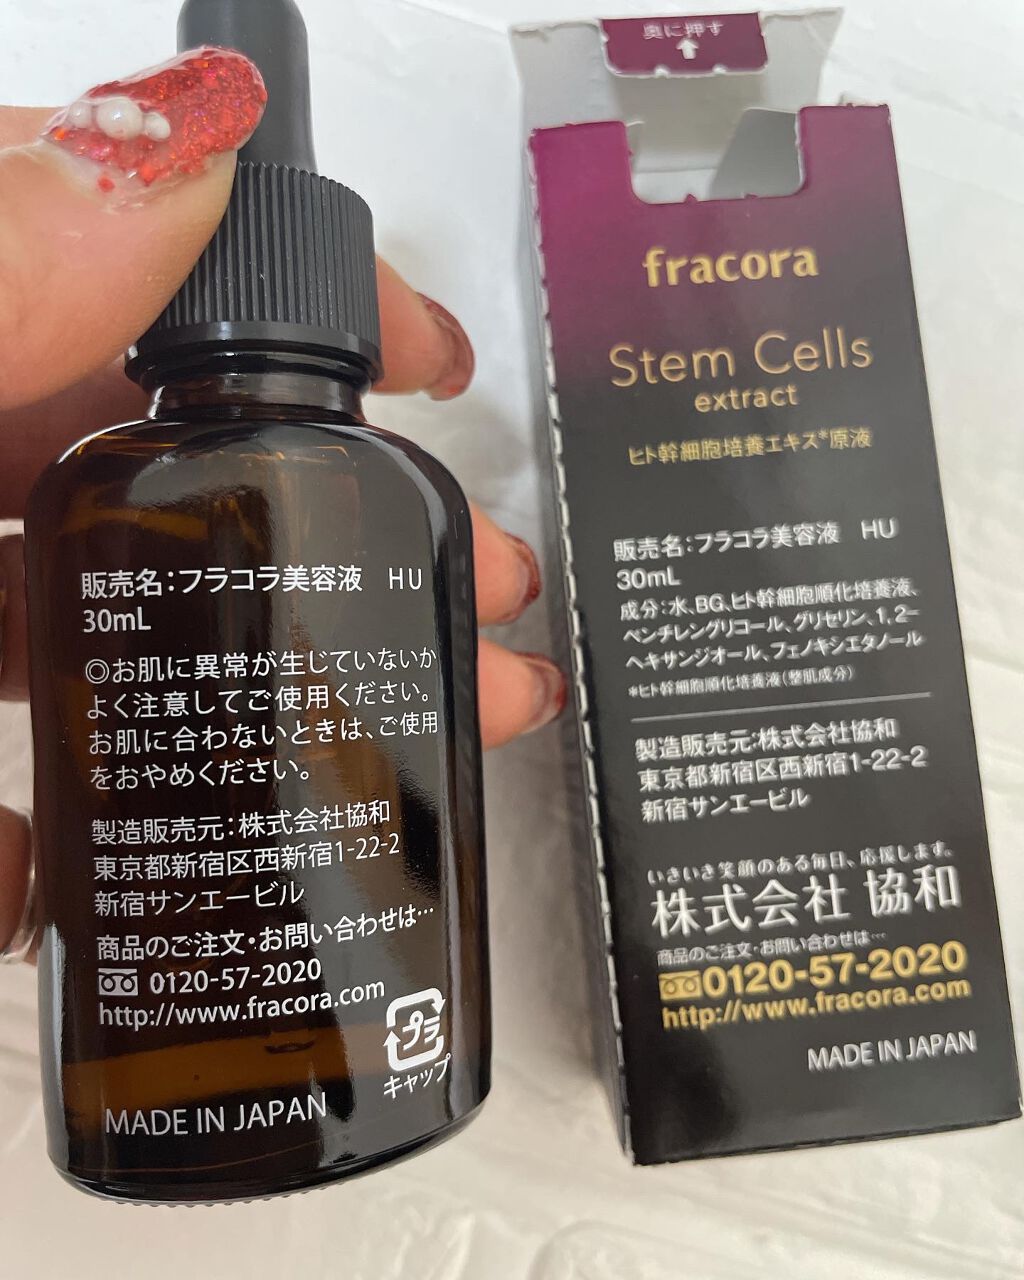 販売名：フラコラ美容液 HU
30mL
◎お肌に異常が生じていないか
よく注意してご使用ください。
お肌に合わないときは、ご使用
をおやめください。
製造販売元：株式会社協和
東京都新宿区西新宿1-22-2
新宿サンエービル
商品のご注文・お問い合わせは…
0120-57-2020
http://www.fracora.com
プラ
キャップ
MADE IN JAPAN
奥に押す
fracora
Stem Cells
extract
ヒト幹細胞培養エキス*原液
販売名：フラコラ美容液 HU
30mL
成分：水、BG、ヒト幹細胞順化培養液、
ペンチレングリコール、グリセリン、1,2-
ヘキサンジオール、フェノキシエタノール
*ヒト幹細胞順化培養液（整肌成分）
製造販売元：株式会社協和
東京都新宿区西新宿1-22-2
新宿サンエービル
いきいき笑顔のある毎日、応援します。
株式会社 協和
商品のご注文・お問い合わせは…
0120-57-2020
http://www.fracora.com
MADE IN JAPAN